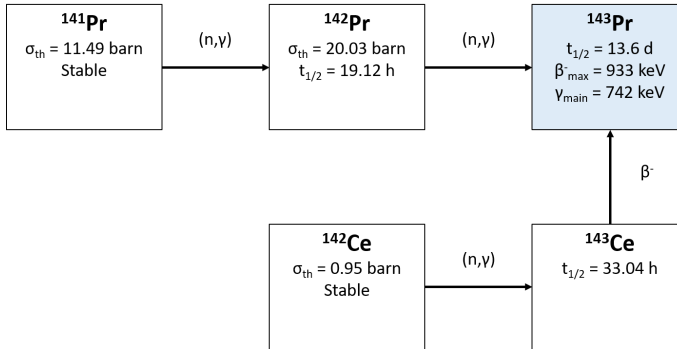 ¹⁴¹Pr
σth = 11.49 barn
Stable
(n,γ)
¹⁴²Pr
σth = 20.03 barn
t1/2 = 19.12 h
(n,γ)
¹⁴³Pr
t1/2 = 13.6 d
β⁻max = 933 keV
γmain = 742 keV
β⁻
¹⁴²Ce
σth = 0.95 barn
Stable
(n,γ)
¹⁴³Ce
t1/2 = 33.04 h